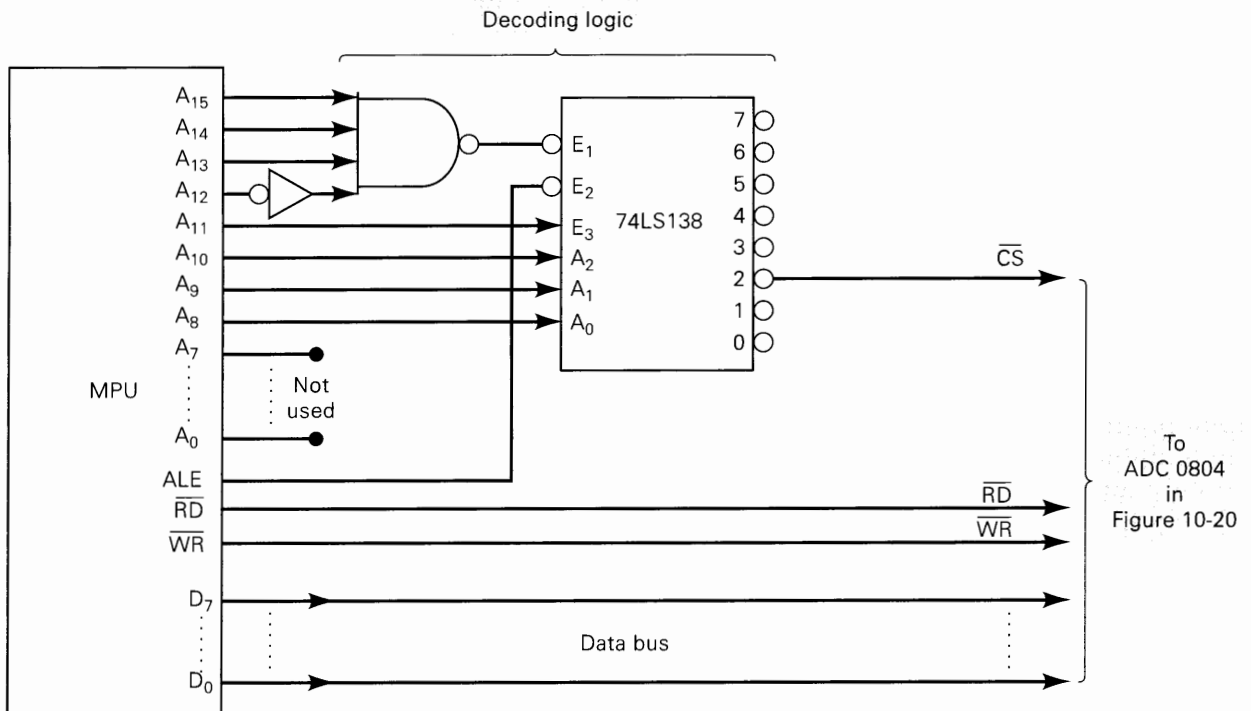 Decoding logic
A15
A14
A13
A12
A11
A10
A9
A8
A7
A0
ALE
RD
WR
D7
D0
MPU
Not
used
E1
E2
E3
A2
A1
A0
74LS138
7
6
5
4
3
2
1
0
CS
RD
WR
Data bus
To
ADC 0804
in
Figure 10-20